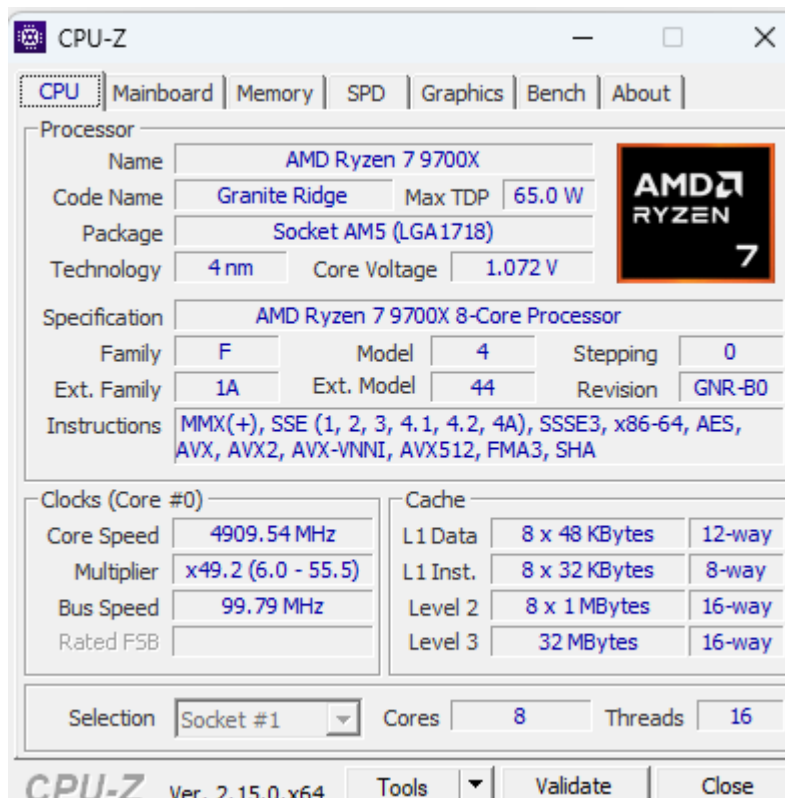 CPU-Z
CPU Mainboard Memory SPD Graphics Bench About
Processor
Name AMD Ryzen 7 9700X
Code Name Granite Ridge Max TDP 65.0 W
Package Socket AM5 (LGA1718)
Technology 4 nm Core Voltage 1.072 V
AMD
RYZEN
7
Specification AMD Ryzen 7 9700X 8-Core Processor
Family F Model 4 Stepping 0
Ext. Family 1A Ext. Model 44 Revision GNR-B0
Instructions MMX(+), SSE (1, 2, 3, 4.1, 4.2, 4A), SSSE3, x86-64, AES,
AVX, AVX2, AVX-VNNI, AVX512, FMA3, SHA
Clocks (Core #0)
Core Speed 4909.54 MHz
Multiplier x49.2 (6.0 - 55.5)
Bus Speed 99.79 MHz
Rated FSB
Cache
L1 Data 8 x 48 KBytes 12-way
L1 Inst. 8 x 32 KBytes 8-way
Level 2 8 x 1 MBytes 16-way
Level 3 32 MBytes 16-way
Selection Socket #1 Cores 8 Threads 16
CPU-Z Ver. 2.15.0.x64 Tools Validate Close